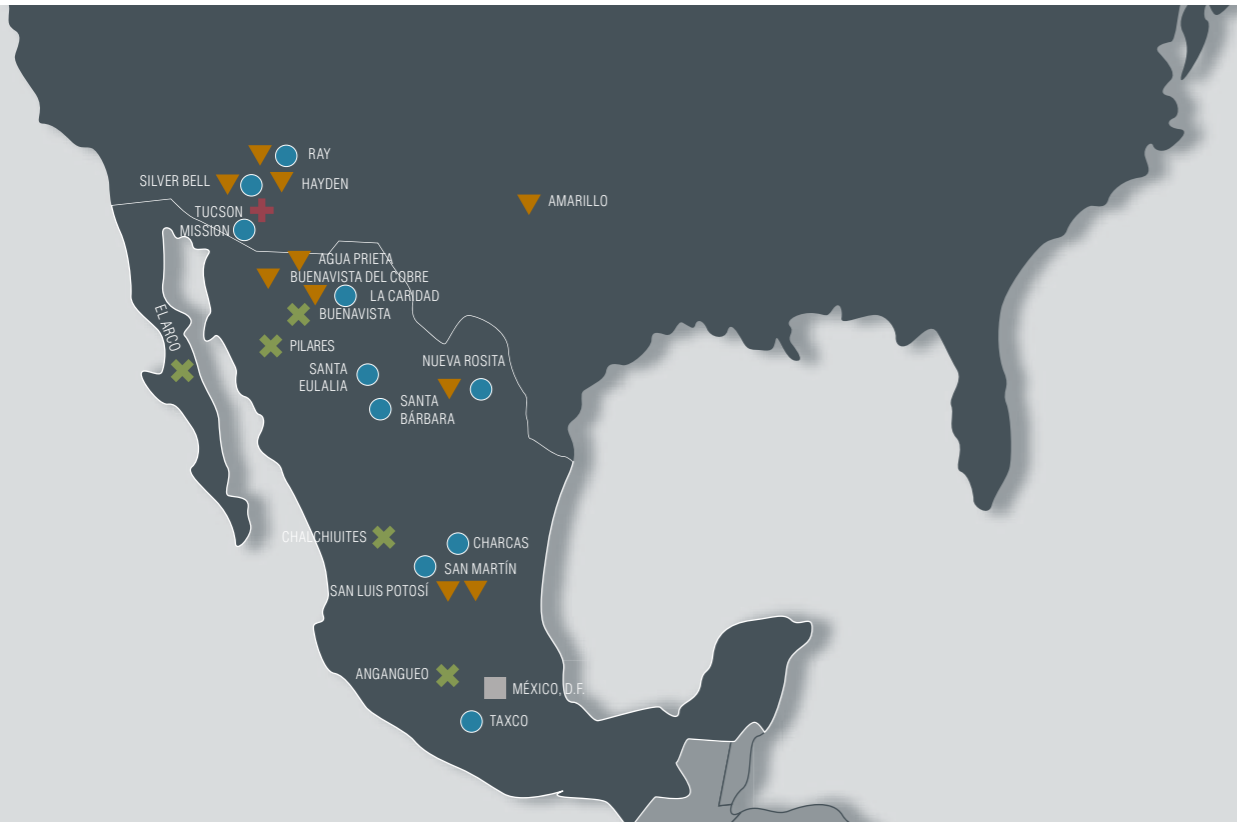 RAY
SILVER BELL
HAYDEN
TUCSON
MISSION
AMARILLO
AGUA PRIETA
BUENAVISTA DEL COBRE
LA CARIDAD
BUENAVISTA
EL ARCO
PILARES
SANTA
EULALIA
NUEVA ROSITA
SANTA
BÁRBARA
CHALCHIUITES
CHARCAS
SAN MARTÍN
SAN LUIS POTOSÍ
ANGANGUEO
MÉXICO, D.F.
TAXCO